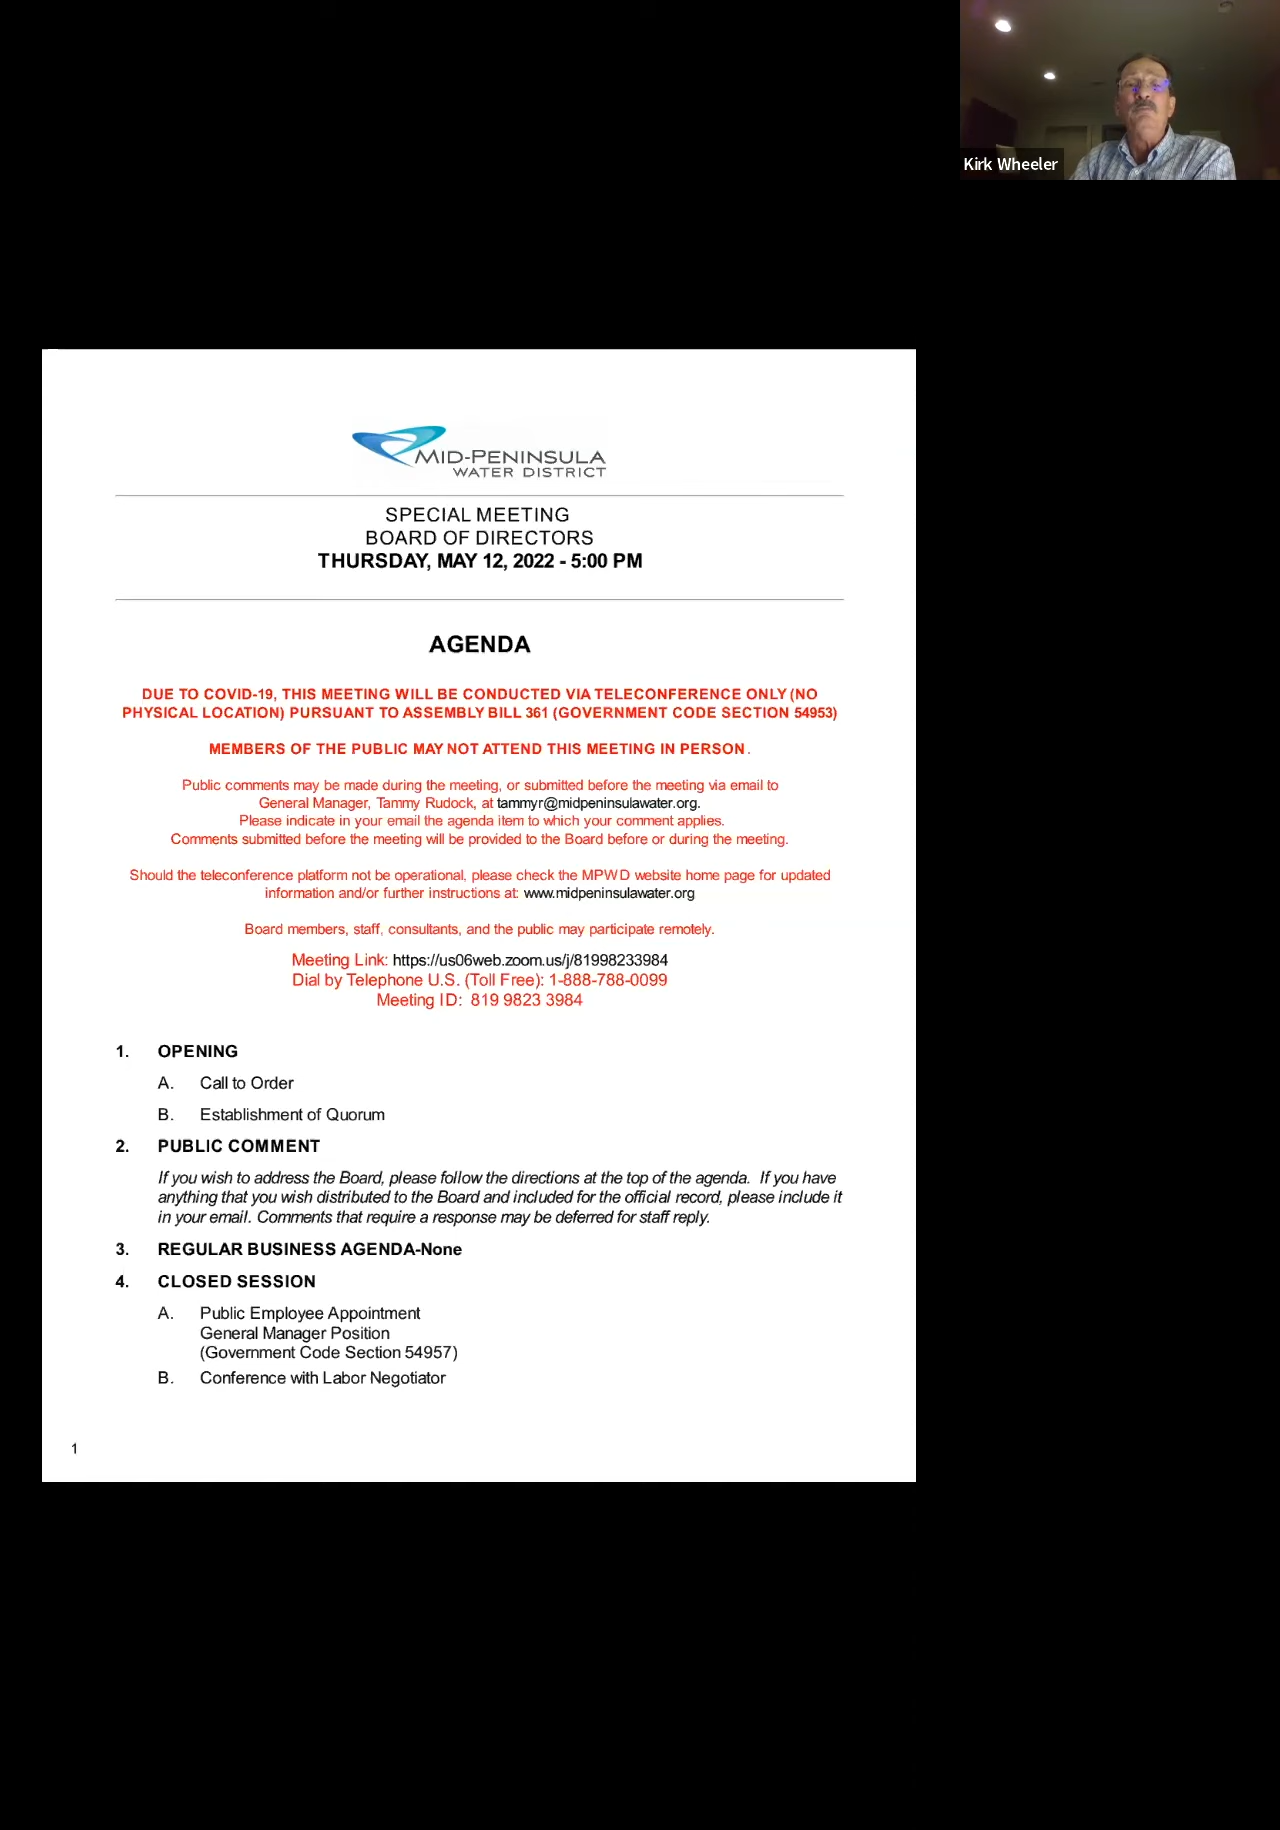 Kirk Wheeler
MID-PENINSULA
WATER DISTRICT
SPECIAL MEETING
BOARD OF DIRECTORS
THURSDAY, MAY 12, 2022 - 5:00 PM
AGENDA
DUE TO COVID-19, THIS MEETING WILL BE CONDUCTED VIA TELECONFERENCE ONLY (NO
PHYSICAL LOCATION) PURSUANT TO ASSEMBLY BILL 361 (GOVERNMENT CODE SECTION 54953)
MEMBERS OF THE PUBLIC MAY NOT ATTEND THIS MEETING IN PERSON.
Public comments may be made during the meeting, or submitted before the meeting via email to
General Manager, Tammy Rudock, at tammyr@midpeninsulawater.org.
Please indicate in your email the agenda item to which your comment applies.
Comments submitted before the meeting will be provided to the Board before or during the meeting.
Should the teleconference platform not be operational, please check the MPWD website home page for updated
information and/or further instructions at: www.midpeninsulawater.org
Board members, staff, consultants, and the public may participate remotely.
Meeting Link: https://us06web.zoom.us/j/81998233984
Dial by Telephone U.S. (Toll Free): 1-888-788-0099
Meeting ID: 819 9823 3984
1. OPENING
A. Call to Order
B. Establishment of Quorum
2. PUBLIC COMMENT
If you wish to address the Board, please follow the directions at the top of the agenda. If you have
anything that you wish distributed to the Board and included for the official record, please include it
in your email. Comments that require a response may be deferred for staff reply.
3. REGULAR BUSINESS AGENDA-None
4. CLOSED SESSION
A. Public Employee Appointment
General Manager Position
(Government Code Section 54957)
B. Conference with Labor Negotiator
1